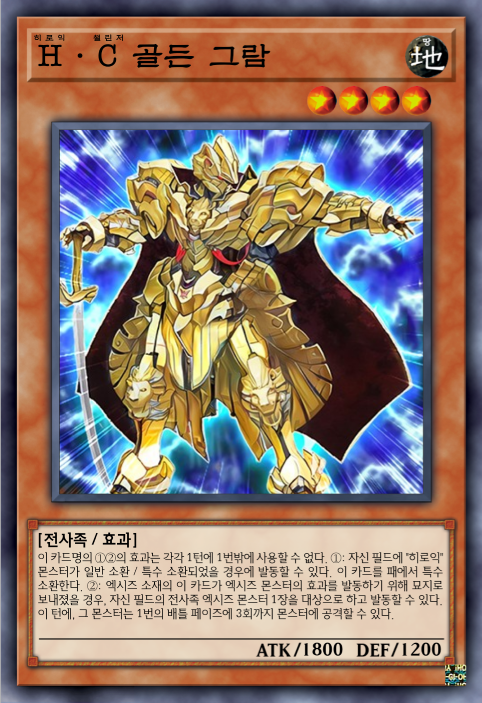 히로익 챌린저
H・C 골든 그람
땅
地
[전사족 / 효과]
이 카드명의 ①②의 효과는 각각 1턴에 1번밖에 사용할 수 없다. ①: 자신 필드에 "히로익"
몬스터가 일반 소환 / 특수 소환되었을 경우에 발동할 수 있다. 이 카드를 패에서 특수
소환한다. ②: 엑시즈 소재의 이 카드가 엑시즈 몬스터의 효과를 발동하기 위해 묘지로
보내졌을 경우, 자신 필드의 전사족 엑시즈 몬스터 1장을 대상으로 하고 발동할 수 있다.
이 턴에, 그 몬스터는 1번의 배틀 페이즈에 3회까지 몬스터에 공격할 수 있다.
ATK/1800 DEF/1200